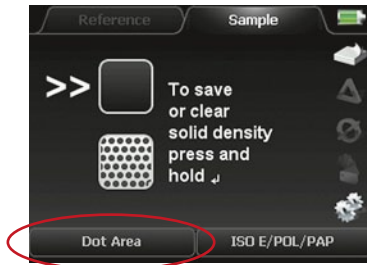 Reference Sample
>>
To save
or clear
solid density
press and
hold ↵
Dot Area ISO E/POL/PAP